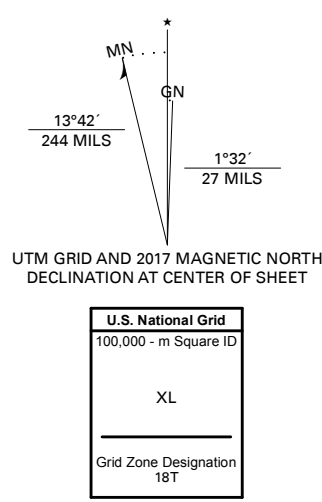 MN
GN
13°42´
244 MILS
1°32´
27 MILS
UTM GRID AND 2017 MAGNETIC NORTH
DECLINATION AT CENTER OF SHEET
U.S. National Grid
100,000 - m Square ID
XL
Grid Zone Designation
18T